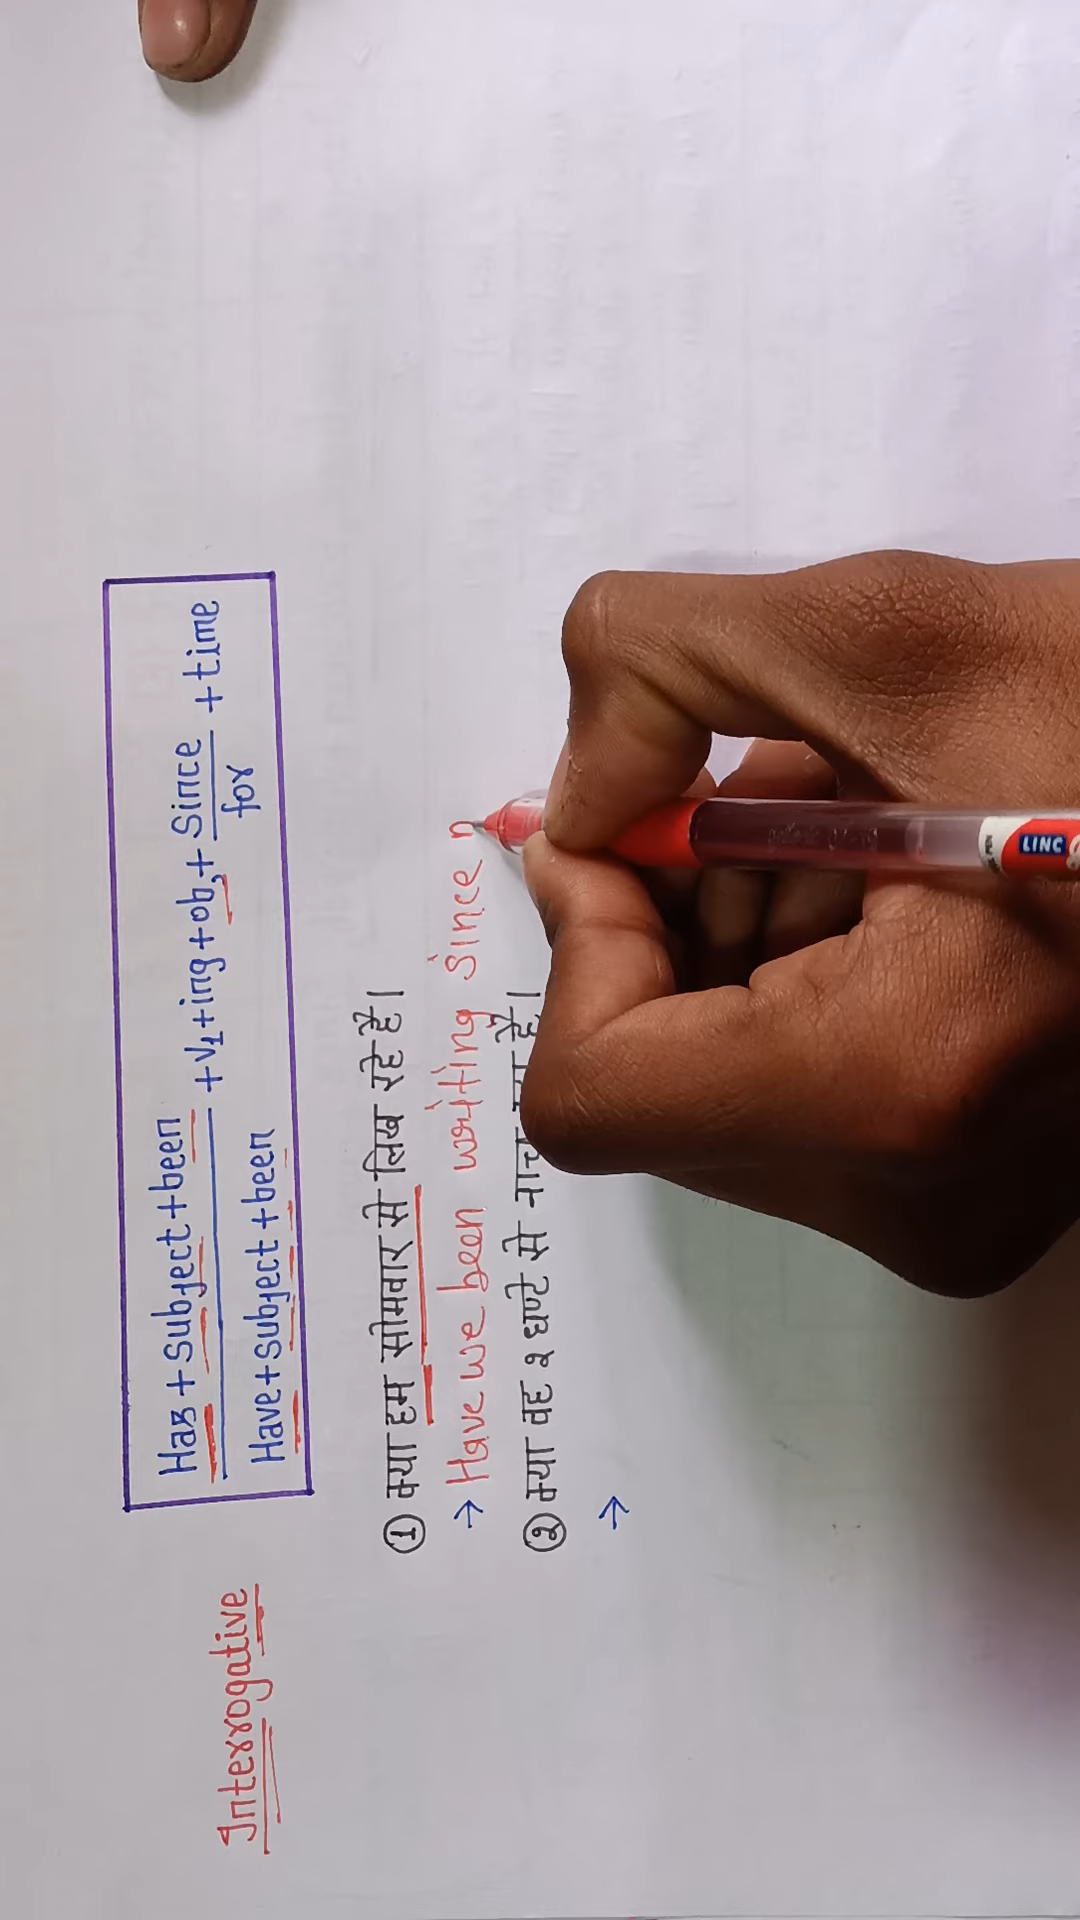 Interrogative
Has + Subject + been + V1 + ing + ob, + Since + time
Have + Subject + been for
① क्या हम सोमवार से लिख रहे हैं।
→ Have we been writing since
② क्या वह २ घण्टे से नाच है।
→
LINC